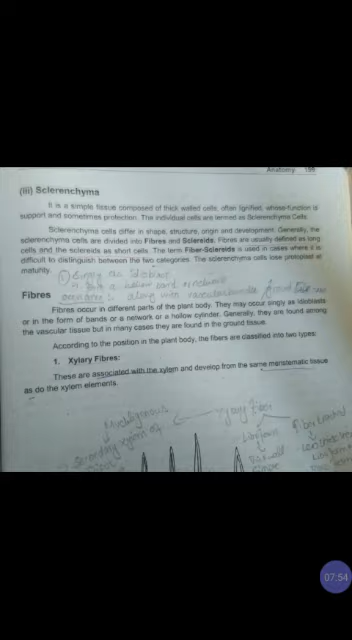 Anatomy 195
(iii) Sclerenchyma
It is a simple tissue composed of thick walled cells, often lignified, whose function is
support and sometimes protection. The individual cells are termed as Sclerenchyma Cells.
Sclerenchyma cells differ in shape, structure, origin and development. Generally, the
sclerenchyma cells are divided into Fibres and Sclereids. Fibres are usually defined as long
cells and the sclereids as short cells. The term Fiber-Sclereids is used in cases where it is
difficult to distinguish between the two categories. The sclerenchyma cells lose protoplast at
maturity.
Fibres
along with
Fibres occur in different parts of the plant body. They may occur singly as idioblasts
or in the form of bands or a network or a hollow cylinder. Generally, they are found among
the vascular tissue but in many cases they are found in the ground tissue.
According to the position in the plant body, the fibers are classified into two types:
1. Xylary Fibres:
These are associated with the xylem and develop from the same meristematic tissue
as do the xylem elements.
Xylary fibres
secondary xylem of
07:54